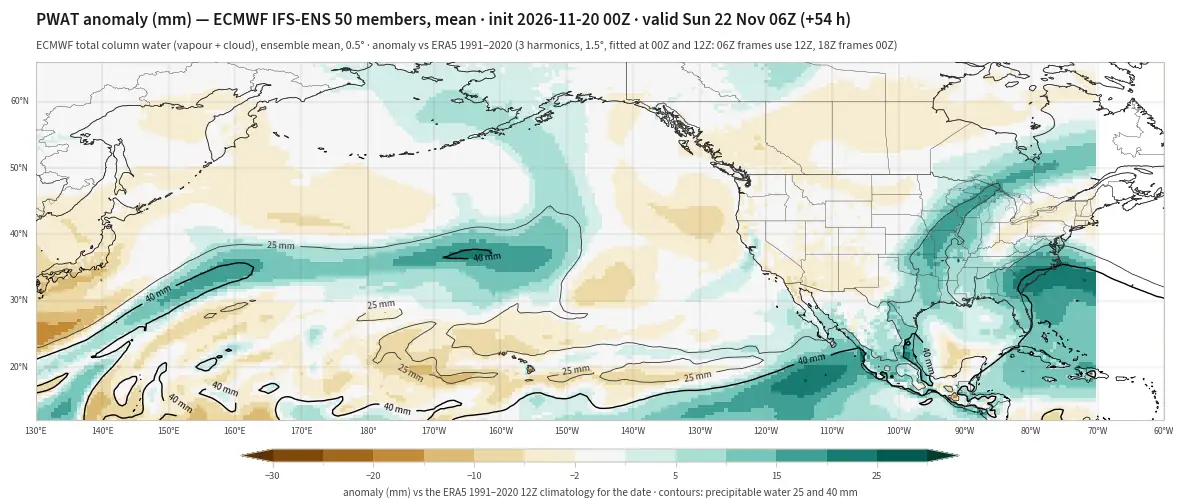 PWAT anomaly (mm) — ECMWF IFS-ENS 50 members, mean · init 2026-11-20 00Z · valid Sun 22 Nov 06Z (+54 h)
ECMWF total column water (vapour + cloud), ensemble mean, 0.5° · anomaly vs ERA5 1991–2020 (3 harmonics, 1.5°, fitted at 00Z and 12Z: 06Z frames use 12Z, 18Z frames 00Z)
60°N
50°N
40°N
30°N
20°N
25 mm
40 mm
40 mm
25 mm
25 mm
25 mm
25 mm
40 mm
40 mm
40 mm
40 mm
40 mm
130°E 140°E 150°E 160°E 170°E 180° 170°W 160°W 150°W 140°W 130°W 120°W 110°W 100°W 90°W 80°W 70°W 60°W
−30 −20 −10 −2 5 15 25
anomaly (mm) vs the ERA5 1991–2020 12Z climatology for the date · contours: precipitable water 25 and 40 mm